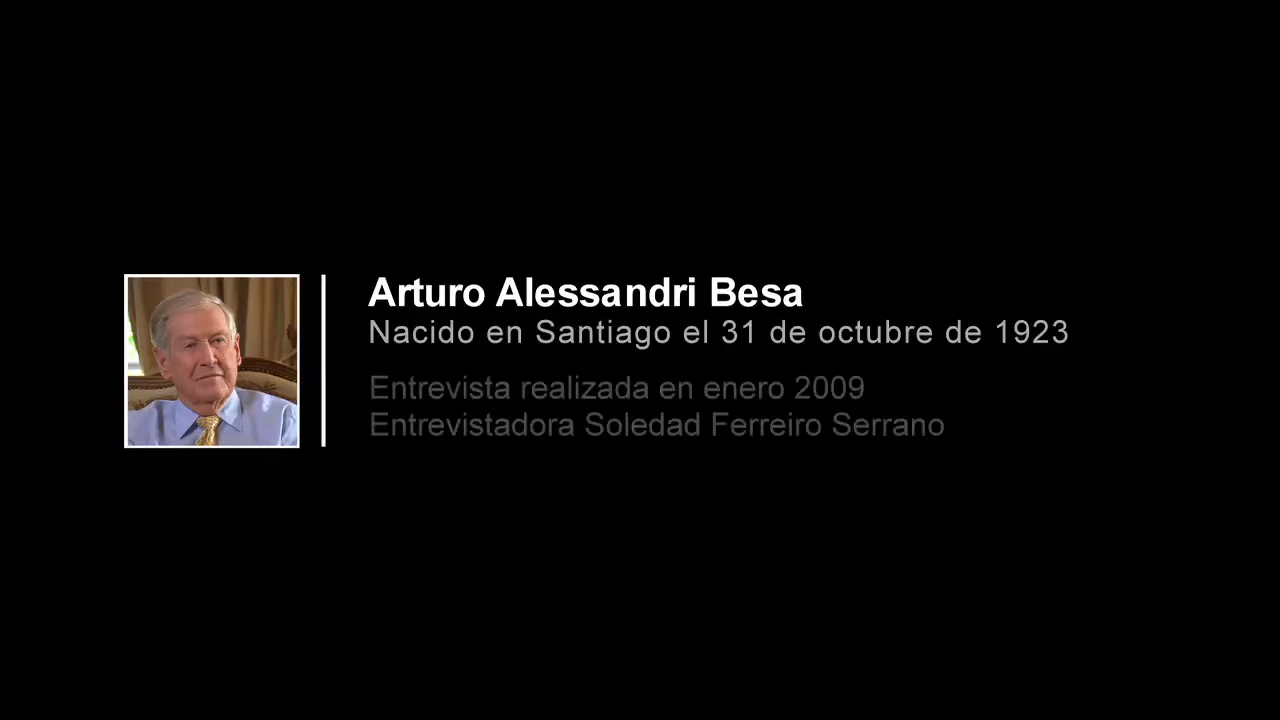 Arturo Alessandri Besa
Nacido en Santiago el 31 de octubre de 1923
Entrevista realizada en enero 2009
Entrevistadora Soledad Ferreiro Serrano